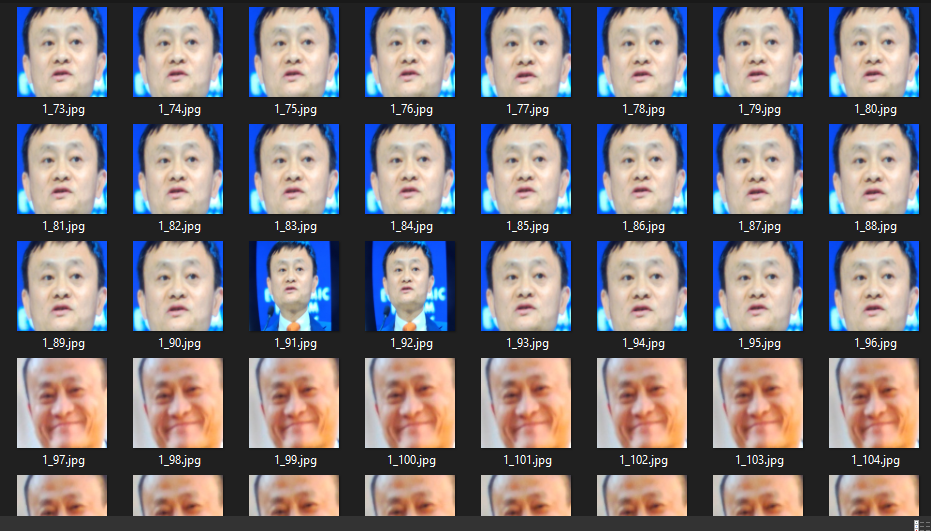 1_73.jpg 1_74.jpg 1_75.jpg 1_76.jpg 1_77.jpg 1_78.jpg 1_79.jpg 1_80.jpg
1_81.jpg 1_82.jpg 1_83.jpg 1_84.jpg 1_85.jpg 1_86.jpg 1_87.jpg 1_88.jpg
1_89.jpg 1_90.jpg 1_91.jpg 1_92.jpg 1_93.jpg 1_94.jpg 1_95.jpg 1_96.jpg
1_97.jpg 1_98.jpg 1_99.jpg 1_100.jpg 1_101.jpg 1_102.jpg 1_103.jpg 1_104.jpg